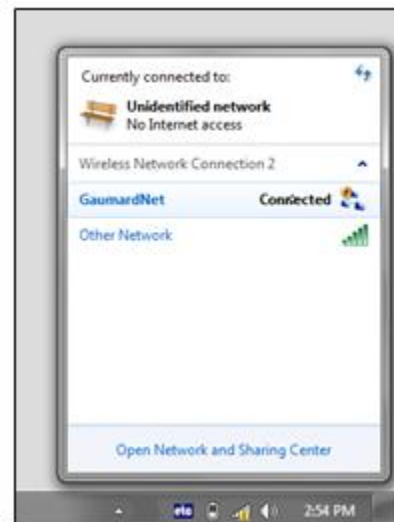 Currently connected to:
Unidentified network
No Internet access
Wireless Network Connection 2
GaumardNet Connected
Other Network
Open Network and Sharing Center
2:54 PM